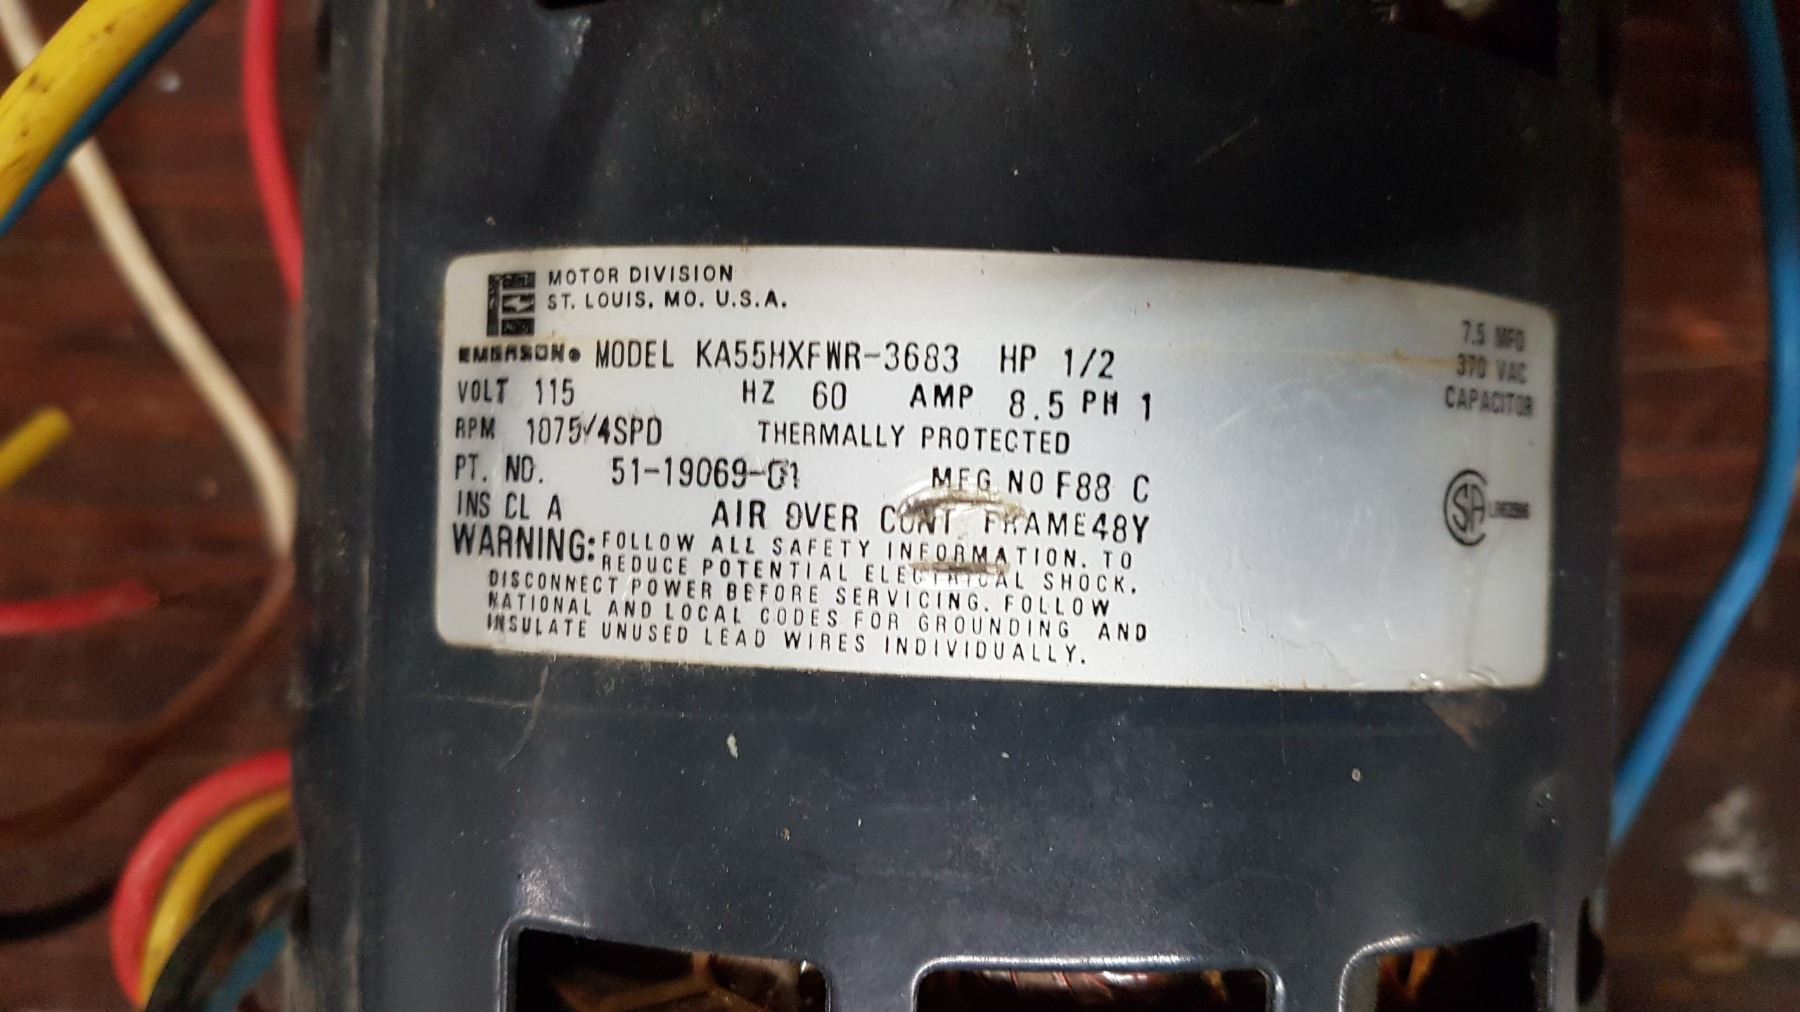 MOTOR DIVISION
ST. LOUIS, MO. U.S.A.
EMERSON® MODEL KA55HXFWR-3683 HP 1/2
VOLT 115 HZ 60 AMP 8.5 PH 1
RPM 1075/4SPD THERMALLY PROTECTED
PT. NO. 51-19069-01 MFG NO F88 C
INS CL A AIR OVER CONT FRAME48Y
WARNING: FOLLOW ALL SAFETY INFORMATION. TO
REDUCE POTENTIAL ELECTRICAL SHOCK,
DISCONNECT POWER BEFORE SERVICING. FOLLOW
NATIONAL AND LOCAL CODES FOR GROUNDING AND
INSULATE UNUSED LEAD WIRES INDIVIDUALLY.
7.5 MFD
370 VAC
CAPACITOR
SA